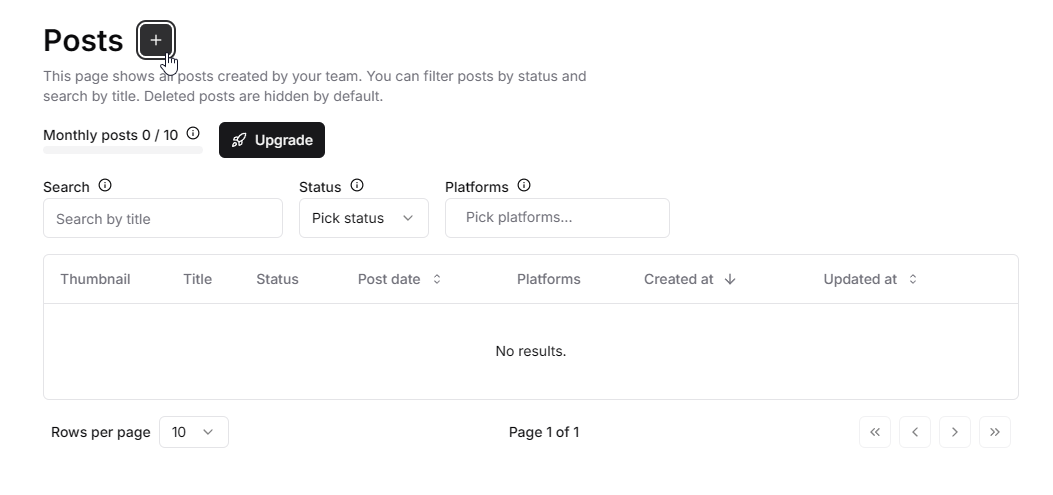 Posts
This page shows all posts created by your team. You can filter posts by status and
search by title. Deleted posts are hidden by default.
Monthly posts 0 / 10
Upgrade
Search
Status
Platforms
Search by title
Pick status
Pick platforms...
Thumbnail Title Status Post date Platforms Created at Updated at
No results.
Rows per page 10 Page 1 of 1